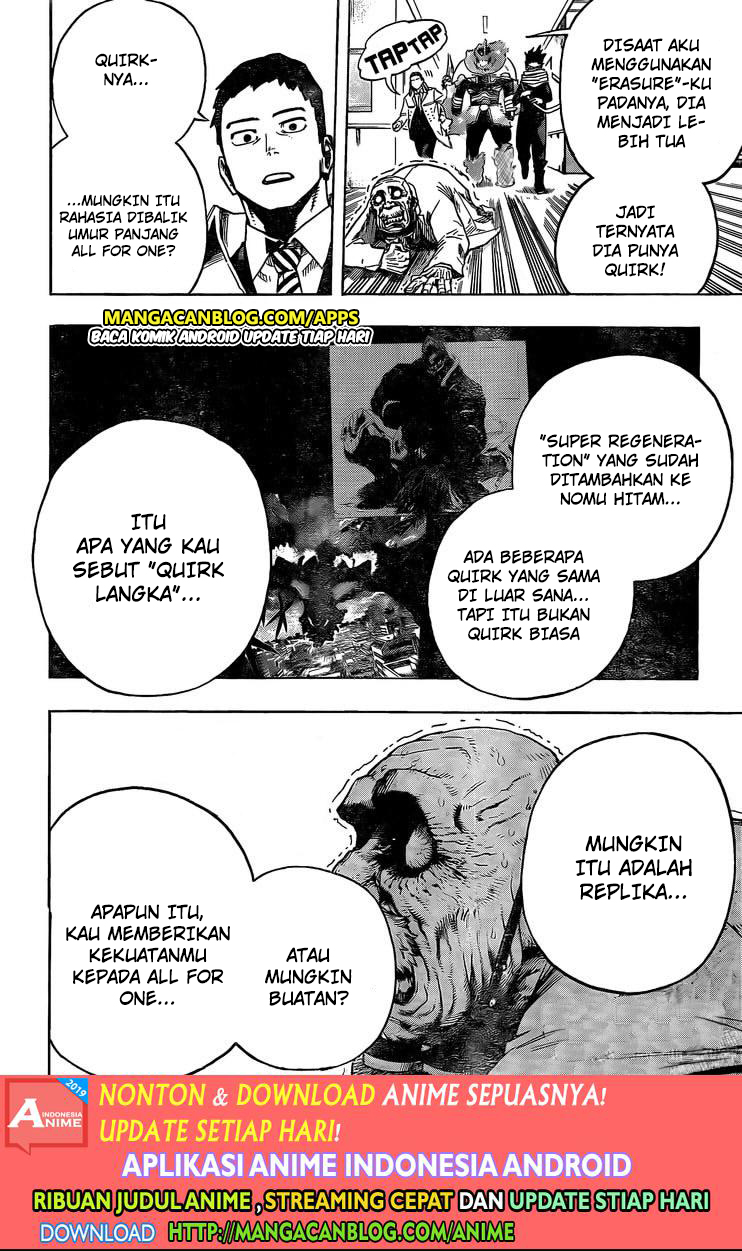 DISAAT AKU
MENGGUNAKAN
"ERASURE"-KU
PADANYA, DIA
MENJADI LE-
BIH TUA
JADI
TERNYATA
DIA PUNYA
QUIRK!
TAPTAP
QUIRK-
NYA...
...MUNGKIN ITU
RAHASIA DIBALIK
UMUR PANJANG
ALL FOR ONE?
MANGACANBLOG.COM/APPS
BACA KOMIK ANDROID UPDATE TIAP HARI
"SUPER REGENERA-
TION" YANG SUDAH
DITAMBAHKAN KE
NOMU HITAM...
ADA BEBERAPA
QUIRK YANG SAMA
DI LUAR SANA...
TAPI ITU BUKAN
QUIRK BIASA
ITU
APA YANG KAU
SEBUT "QUIRK
LANGKA"...
MUNGKIN
ITU ADALAH
REPLIKA...
ATAU
MUNGKIN
BUATAN?
APAPUN ITU,
KAU MEMBERIKAN
KEKUATANMU
KEPADA ALL FOR
ONE...
2019
A INDONESIA
ANIME
NONTON & DOWNLOAD ANIME SEPUASNYA!
UPDATE SETIAP HARI!
APLIKASI ANIME INDONESIA ANDROID
RIBUAN JUDUL ANIME , STREAMING CEPAT DAN UPDATE STIAP HARI
DOWNLOAD HTTP://MANGACANBLOG.COM/ANIME